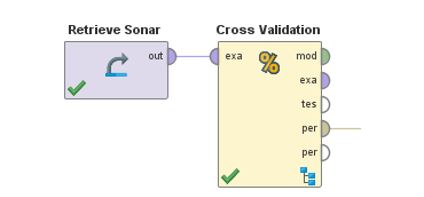 Retrieve Sonar
Cross Validation
out
exa
%
mod
exa
tes
per
per